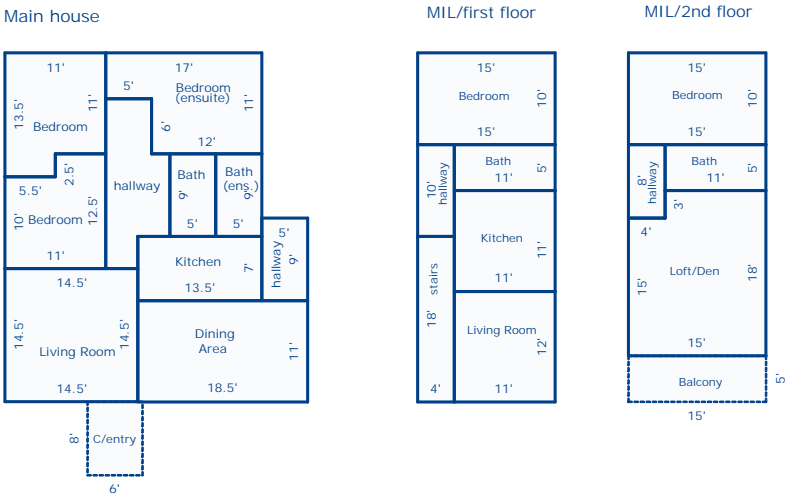 Main house
11'
13.5'
11'
Bedroom
5.5'
2.5'
17'
5'
Bedroom
(ensuite)
11'
6'
12'
hallway
Bath
9'
5'
Bath
(ens.)
9'
5'
12.5'
10'
Bedroom
11'
14.5'
14.5'
14.5'
Living Room
14.5'
Kitchen
7'
13.5'
5'
hallway
9'
Dining
Area
11'
18.5'
8'
C/entry
6'
MIL/first floor
15'
Bedroom
10'
15'
10'
hallway
Bath
11'
5'
Kitchen
11'
11'
stairs
18'
4'
Living Room
12'
11'
MIL/2nd floor
15'
Bedroom
10'
15'
8'
hallway
Bath
11'
5'
3'
4'
Loft/Den
15'
18'
15'
Balcony
5'
15'